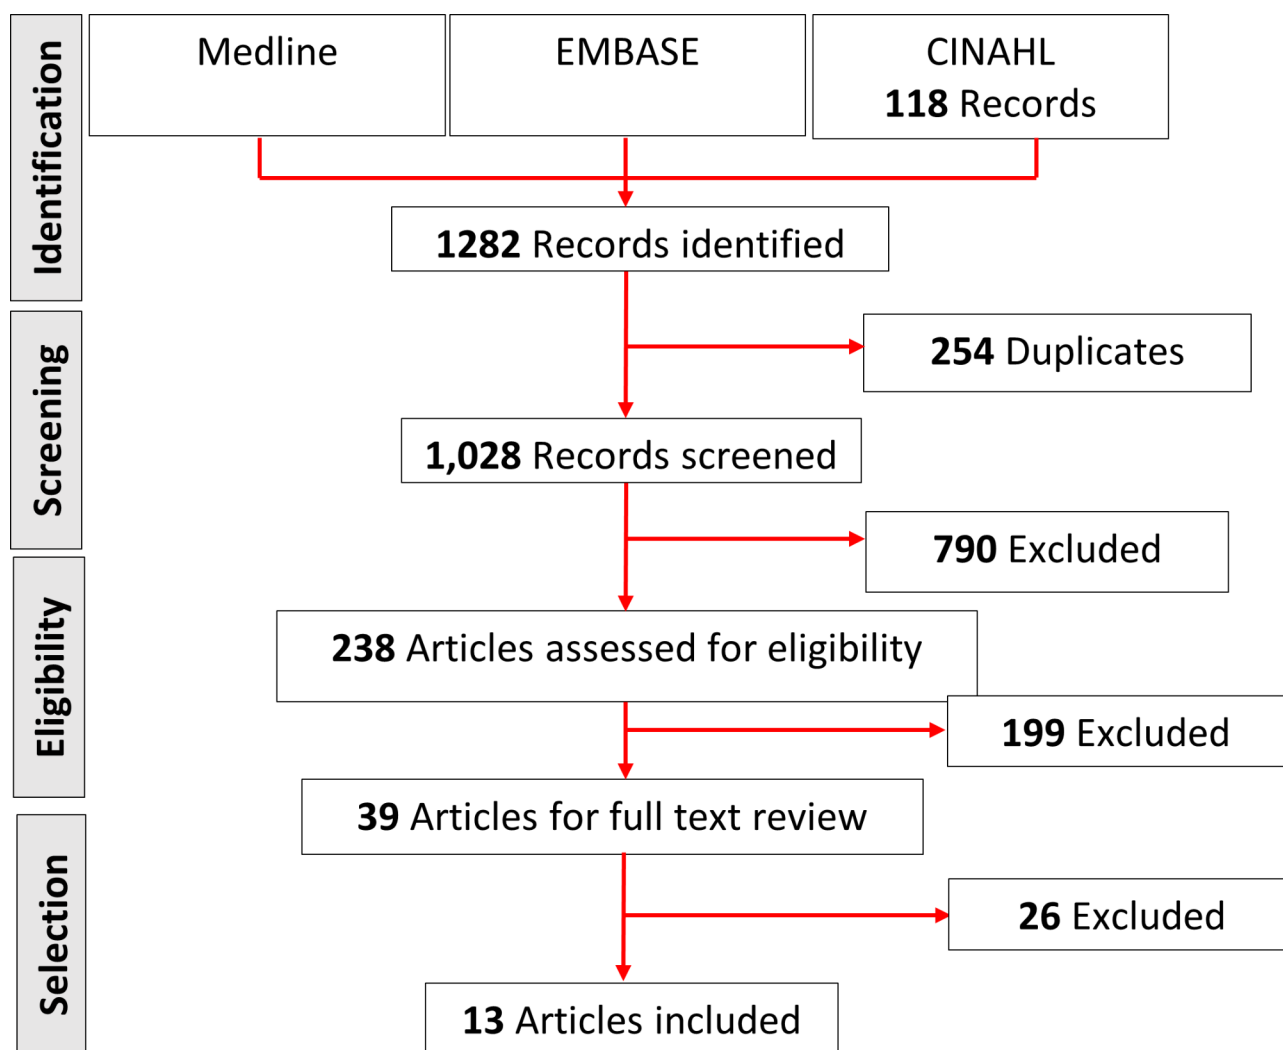 Identification
Medline
EMBASE
CINAHL
118 Records
1282 Records identified
Screening
254 Duplicates
1,028 Records screened
790 Excluded
Eligibility
238 Articles assessed for eligibility
199 Excluded
39 Articles for full text review
Selection
26 Excluded
13 Articles included